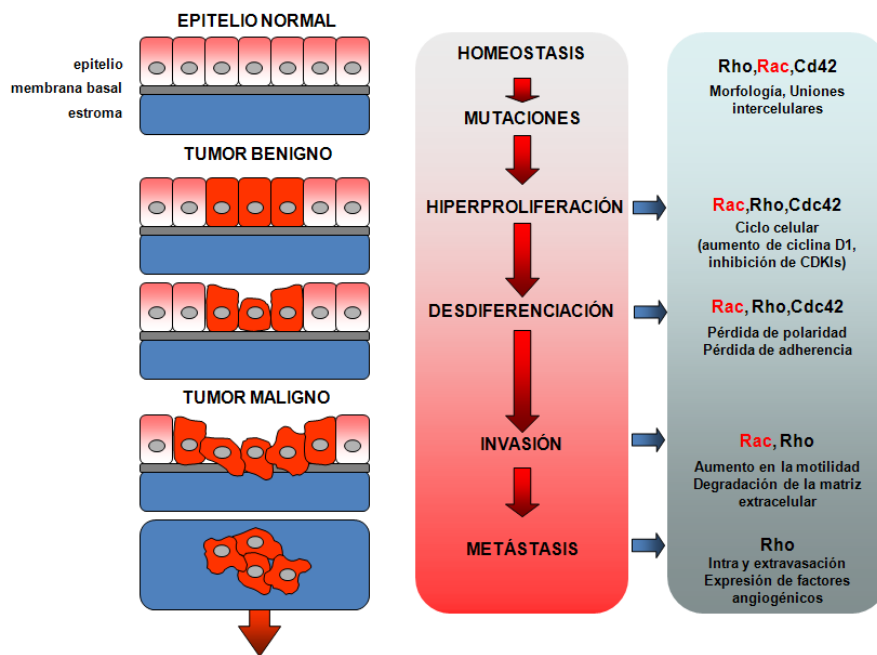 EPITELIO NORMAL
epitelio
membrana basal
estroma
TUMOR BENIGNO
TUMOR MALIGNO
HOMEOSTASIS
MUTACIONES
HIPERPROLIFERACIÓN
DESDIFERENCIACIÓN
INVASIÓN
METÁSTASIS
Rho,Rac,Cd42
Morfología, Uniones
intercelulares
Rac,Rho,Cdc42
Ciclo celular
(aumento de ciclina D1,
inhibición de CDKIs)
Rac, Rho,Cdc42
Pérdida de polaridad
Pérdida de adherencia
Rac, Rho
Aumento en la motilidad
Degradación de la matriz
extracelular
Rho
Intra y extravasación
Expresión de factores
angiogénicos